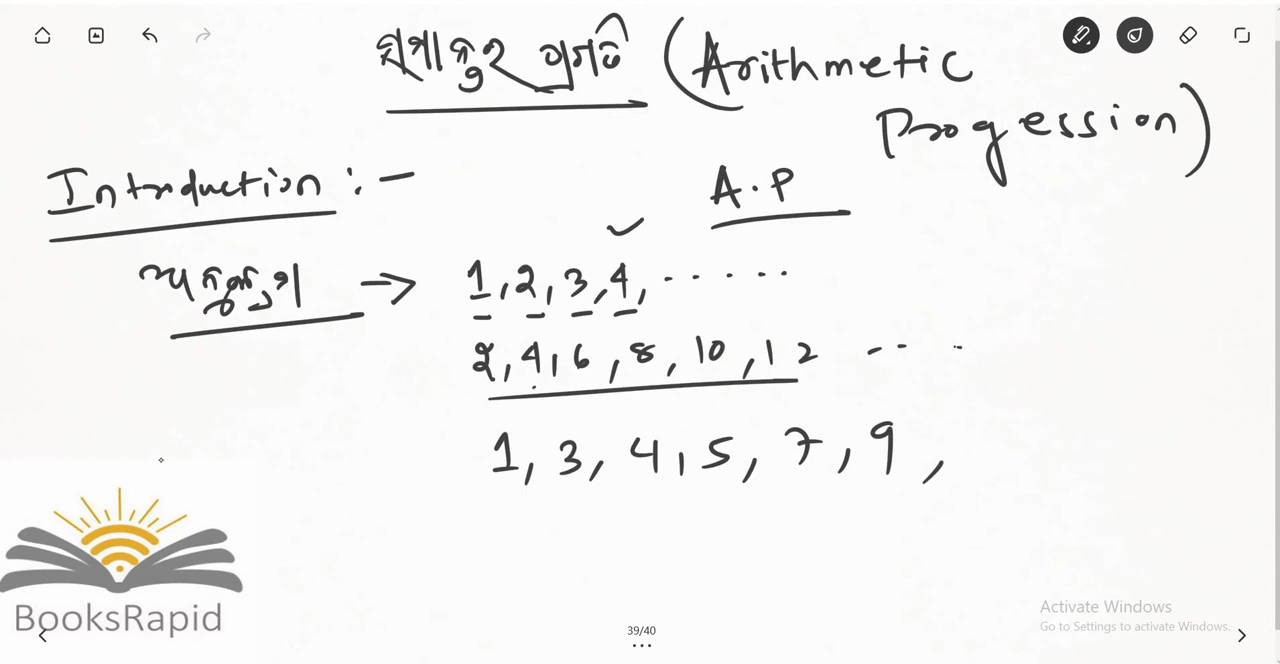 ସମାନ୍ତର ପ୍ରଗତି (Arithmetic
Progession)
Introduction :-
A.P
ଅନୁକ୍ରମ → 1, 2, 3, 4, ......
2, 4, 6, 8, 10, 12 ....
1, 3, 4, 5, 7, 9,
BooksRapid
39/40
Activate Windows
Go to Settings to activate Windows.